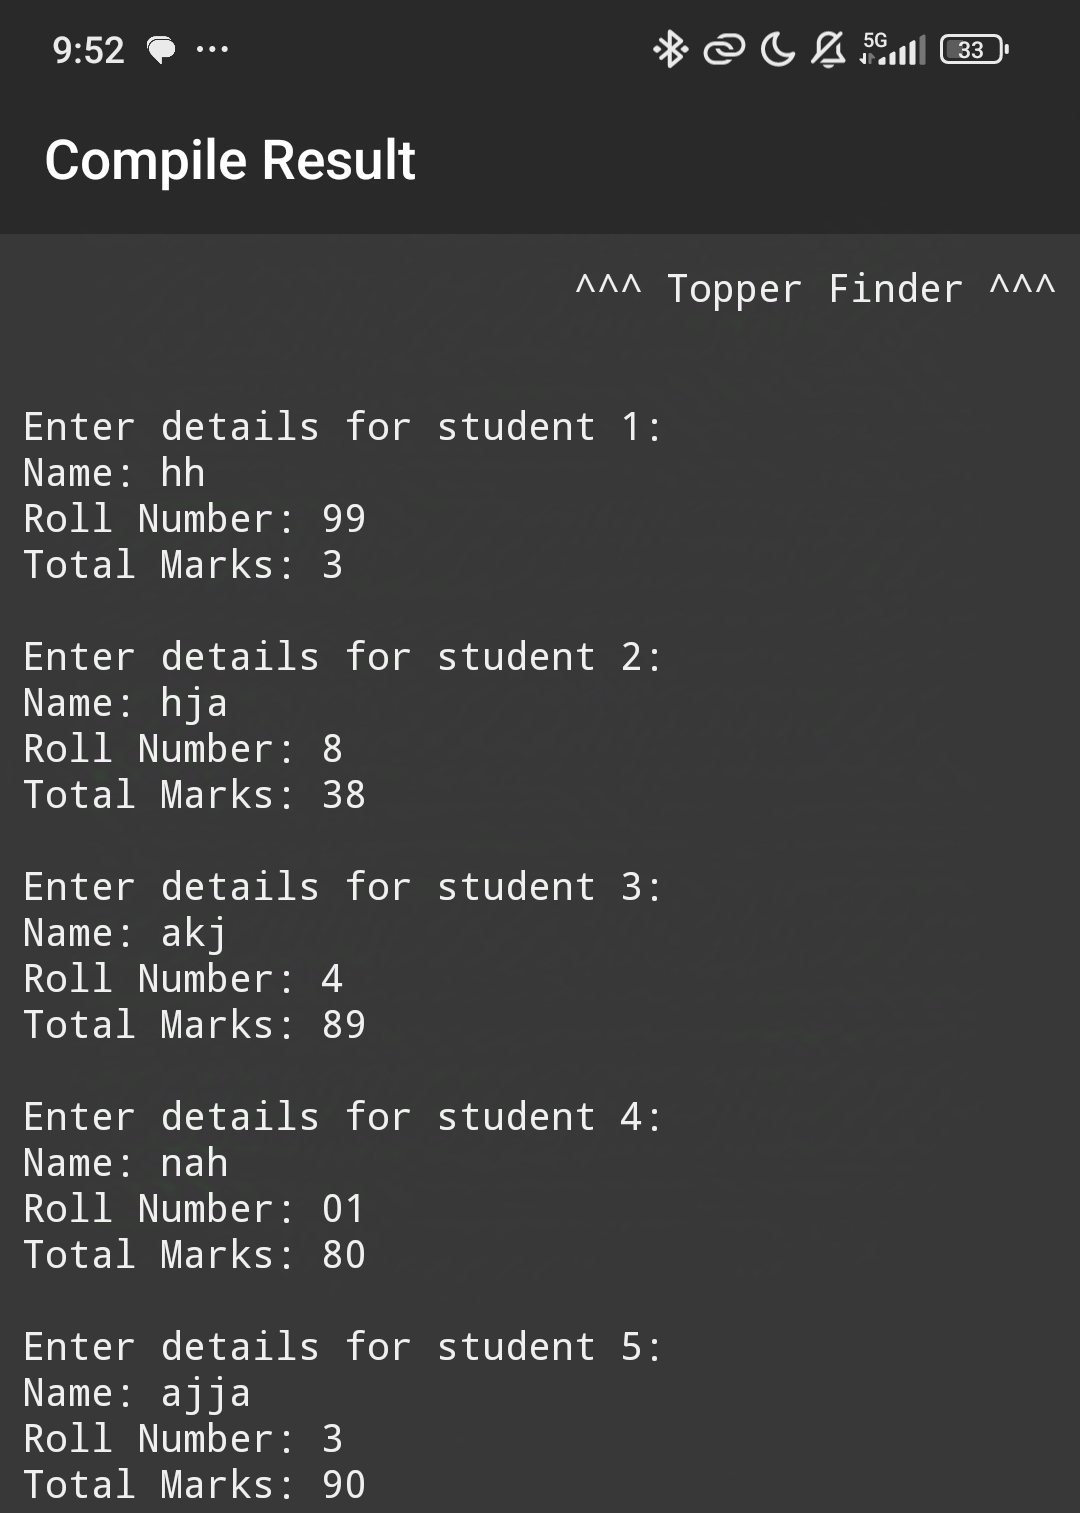 9:52 ... 5G 33
Compile Result
^^^ Topper Finder ^^^
Enter details for student 1:
Name: hh
Roll Number: 99
Total Marks: 3
Enter details for student 2:
Name: hja
Roll Number: 8
Total Marks: 38
Enter details for student 3:
Name: akj
Roll Number: 4
Total Marks: 89
Enter details for student 4:
Name: nah
Roll Number: 01
Total Marks: 80
Enter details for student 5:
Name: ajja
Roll Number: 3
Total Marks: 90